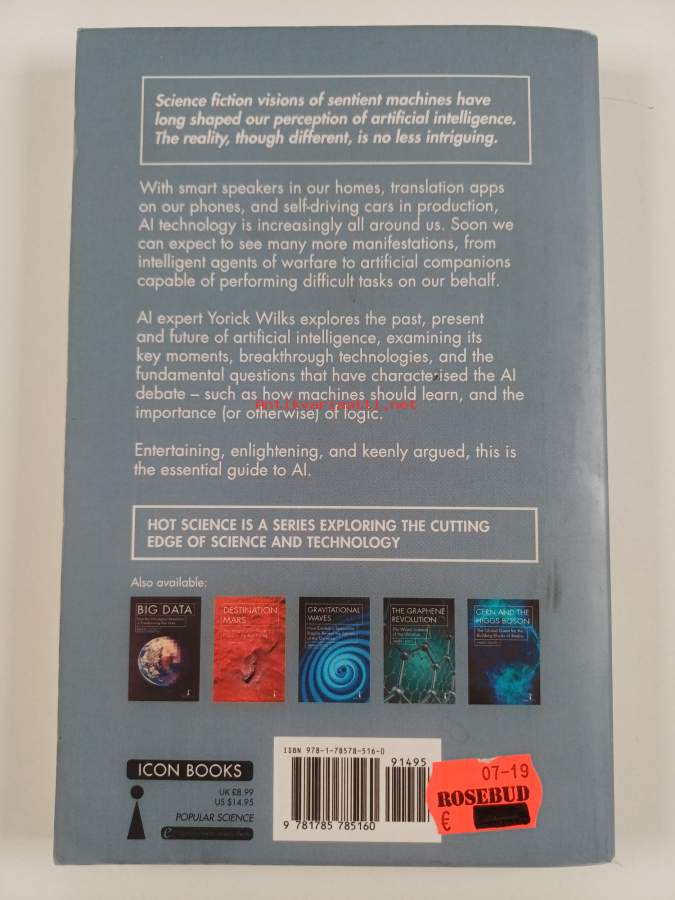 Science fiction visions of sentient machines have
long shaped our perception of artificial intelligence.
The reality, though different, is no less intriguing.
With smart speakers in our homes, translation apps
on our phones, and self-driving cars in production,
AI technology is increasingly all around us. Soon we
can expect to see many more manifestations, from
intelligent agents of warfare to artificial companions
capable of performing difficult tasks on our behalf.
AI expert Yorick Wilks explores the past, present
and future of artificial intelligence, examining its
key moments, breakthrough technologies, and the
fundamental questions that have characterised the AI
debate – such as how machines should learn, and the
importance (or otherwise) of logic.
Antikvariaatti.net
Entertaining, enlightening, and keenly argued, this is
the essential guide to AI.
HOT SCIENCE IS A SERIES EXPLORING THE CUTTING
EDGE OF SCIENCE AND TECHNOLOGY
Also available:
BIG DATA
DESTINATION
MARS
GRAVITATIONAL
WAVES
THE GRAPHENE
REVOLUTION
CERN AND THE
HIGGS BOSON
ISBN 978-1-78578-516-0
91495
9 781785 785160
ICON BOOKS
UK £8.99
US $14.95
POPULAR SCIENCE
07-19
ROSEBUD
€